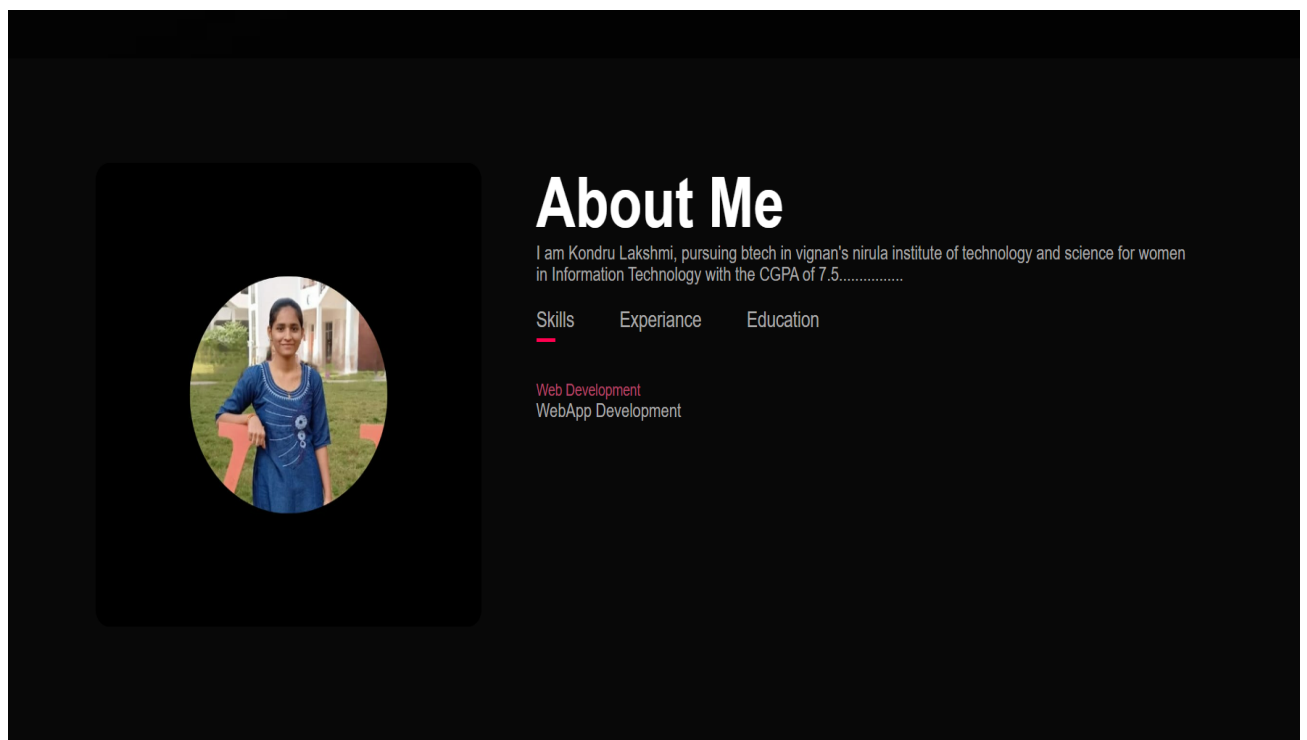 About Me
I am Kondru Lakshmi, pursuing btech in vignan's nirula institute of technology and science for women
in Information Technology with the CGPA of 7.5................
Skills Experiance Education
Web Development
WebApp Development